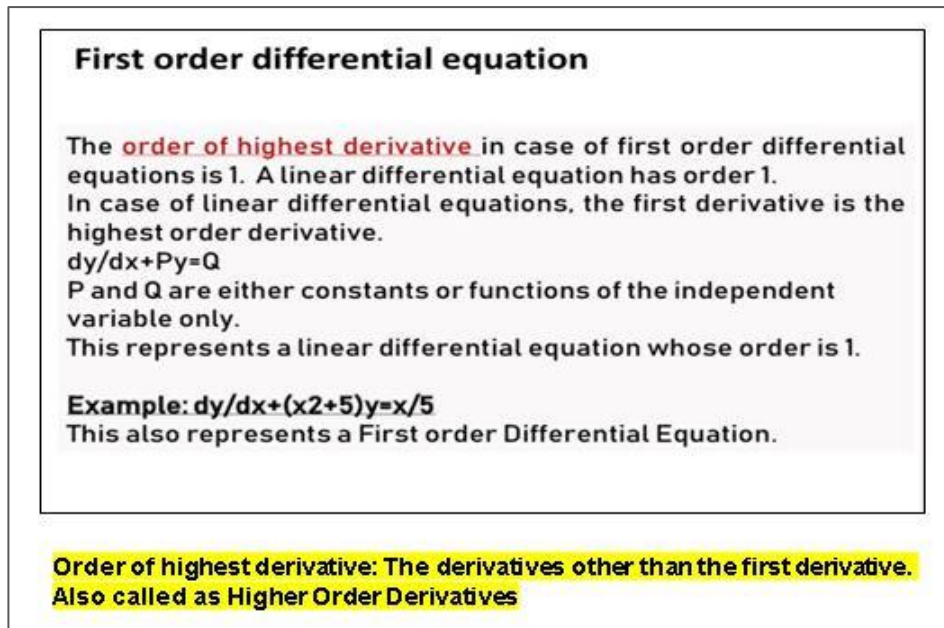 First order differential equation
The order of highest derivative in case of first order differential
equations is 1. A linear differential equation has order 1.
In case of linear differential equations, the first derivative is the
highest order derivative.
dy/dx+Py=Q
P and Q are either constants or functions of the independent
variable only.
This represents a linear differential equation whose order is 1.
Example: dy/dx+(x2+5)y=x/5
This also represents a First order Differential Equation.
Order of highest derivative: The derivatives other than the first derivative.
Also called as Higher Order Derivatives